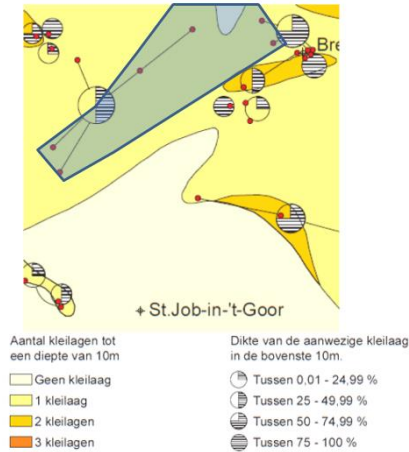 Bre
St.Job-in-'t-Goor
Aantal kleilagen tot
een diepte van 10m
Geen kleilaag
1 kleilaag
2 kleilagen
3 kleilagen
Dikte van de aanwezige kleilaag
in de bovenste 10m.
Tussen 0,01 - 24,99 %
Tussen 25 - 49,99 %
Tussen 50 - 74,99 %
Tussen 75 - 100 %